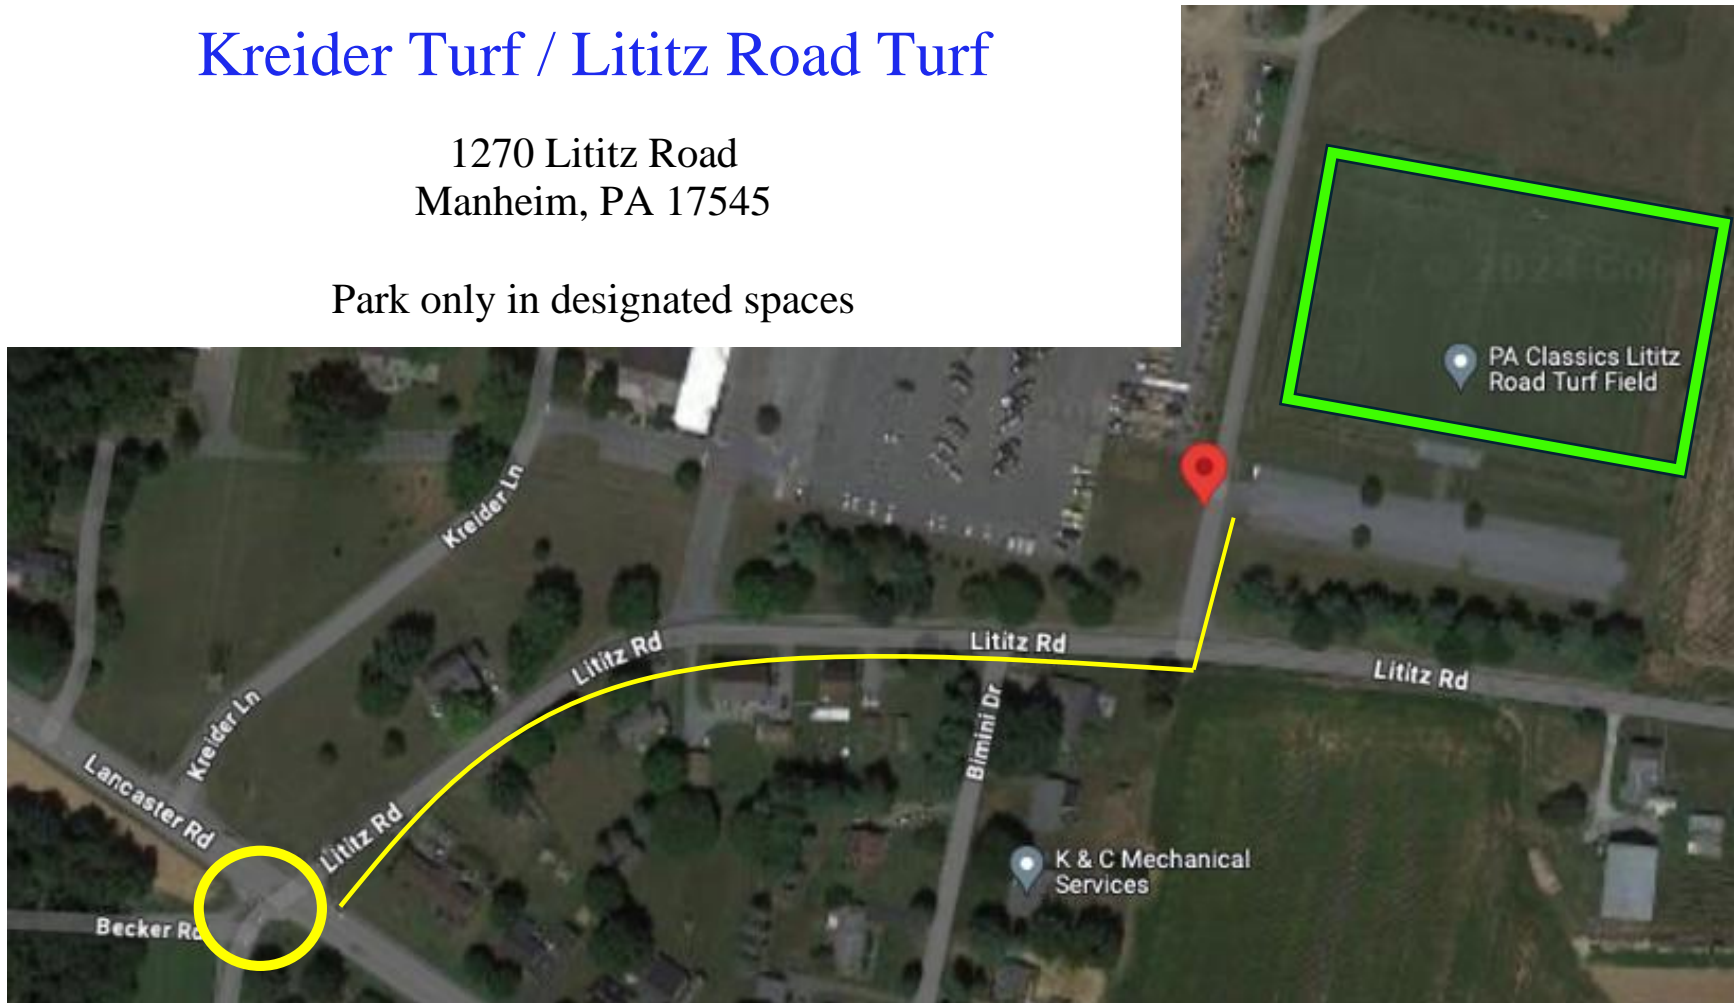 Kreider Turf / Lititz Road Turf
1270 Lititz Road
Manheim, PA 17545
Park only in designated spaces
PA Classics Lititz
Road Turf Field
Kreider Ln
Lititz Rd
Lititz Rd
Lititz Rd
Kreider Ln
Bimini Dr
Lancaster Rd
Lititz Rd
K & C Mechanical
Services
Becker Rd